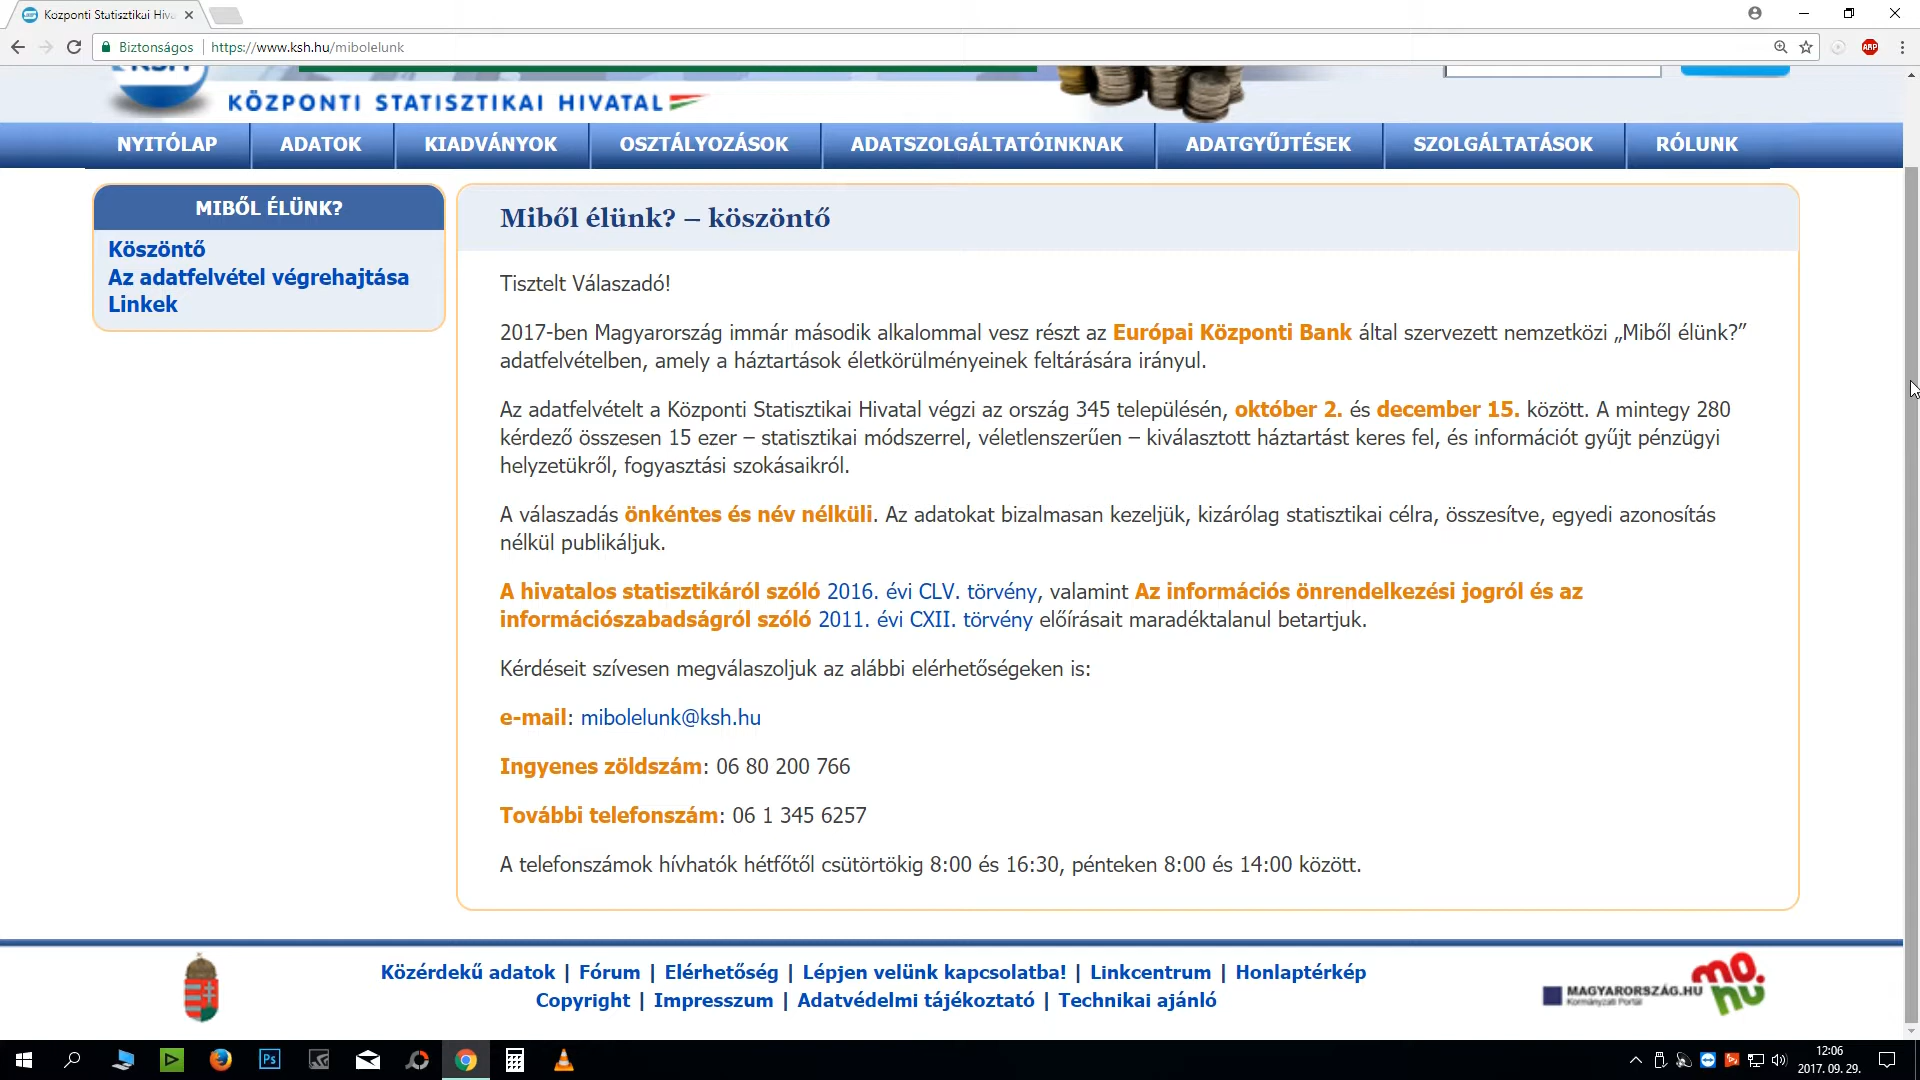 Kozponti Statisztikai Hiva
Biztonságos
https://www.ksh.hu/mibolelunk
ABP
KSH
KÖZPONTI STATISZTIKAI HIVATAL
NYITÓLAP ADATOK KIADVÁNYOK OSZTÁLYOZÁSOK ADATSZOLGÁLTATÓINKNAK ADATGYŰJTÉSEK SZOLGÁLTATÁSOK RÓLUNK
MIBŐL ÉLÜNK?
Köszöntő
Az adatfelvétel végrehajtása
Linkek
Miből élünk? – köszöntő
Tisztelt Válaszadó!
2017-ben Magyarország immár második alkalommal vesz részt az Európai Központi Bank által szervezett nemzetközi „Miből élünk?”
adatfelvételben, amely a háztartások életkörülményeinek feltárására irányul.
Az adatfelvételt a Központi Statisztikai Hivatal végzi az ország 345 településén, október 2. és december 15. között. A mintegy 280
kérdező összesen 15 ezer – statisztikai módszerrel, véletlenszerűen – kiválasztott háztartást keres fel, és információt gyűjt pénzügyi
helyzetükről, fogyasztási szokásaikról.
A válaszadás önkéntes és név nélküli. Az adatokat bizalmasan kezeljük, kizárólag statisztikai célra, összesítve, egyedi azonosítás
nélkül publikáljuk.
A hivatalos statisztikáról szóló 2016. évi CLV. törvény, valamint Az információs önrendelkezési jogról és az
információszabadságról szóló 2011. évi CXII. törvény előírásait maradéktalanul betartjuk.
Kérdéseit szívesen megválaszoljuk az alábbi elérhetőségeken is:
e-mail: mibolelunk@ksh.hu
Ingyenes zöldszám: 06 80 200 766
További telefonszám: 06 1 345 6257
A telefonszámok hívhatók hétfőtől csütörtökig 8:00 és 16:30, pénteken 8:00 és 14:00 között.
Közérdekű adatok | Fórum | Elérhetőség | Lépjen velünk kapcsolatba! | Linkcentrum | Honlaptérkép
Copyright | Impresszum | Adatvédelmi tájékoztató | Technikai ajánló
MAGYARORSZÁG.HU
Kormányzati Portál
mo.
hu
Ps
12:06
2017. 09. 29.